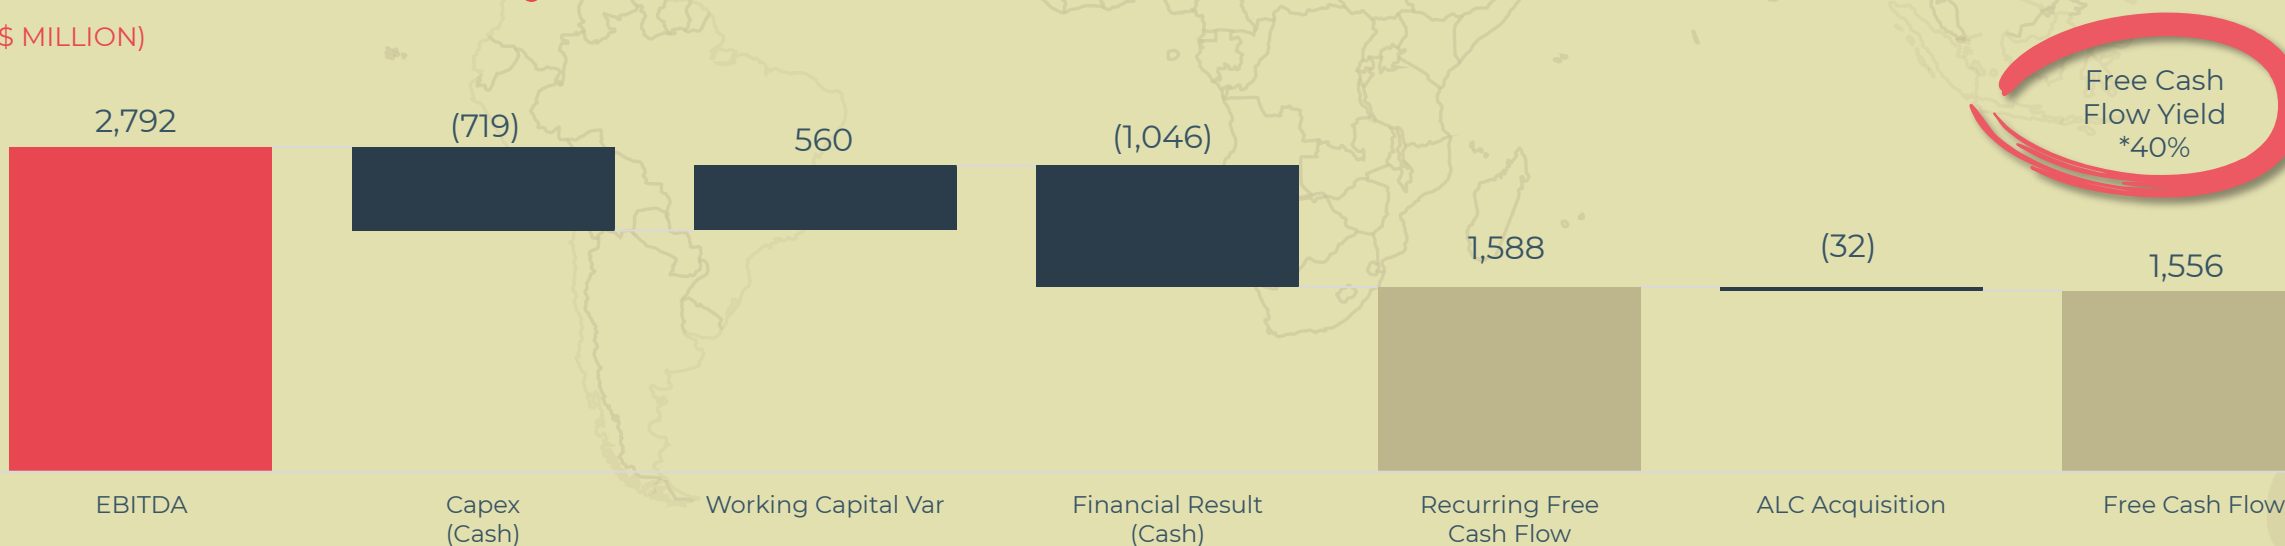 $ MILLION)
2,792
(719)
560
(1,046)
1,588
(32)
1,556
Free Cash
Flow Yield
*40%
EBITDA
Capex
(Cash)
Working Capital Var
Financial Result
(Cash)
Recurring Free
Cash Flow
ALC Acquisition
Free Cash Flow